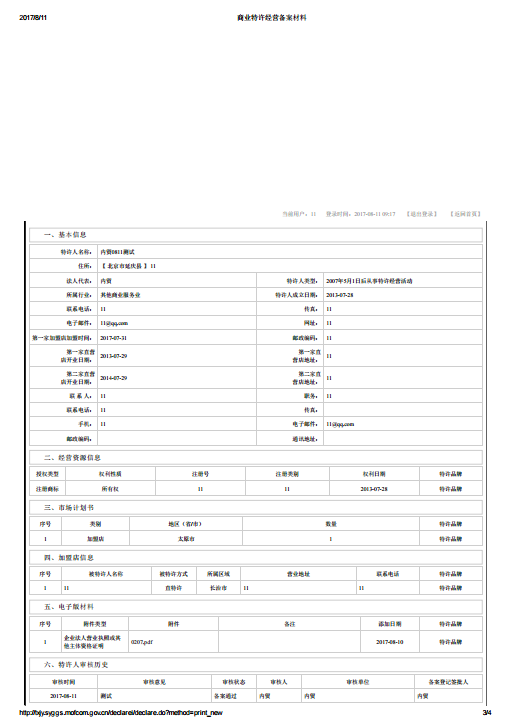 2017/8/11 商业特许经营备案材料
当前用户：11 登录时间：2017-08-11 09:17 【退出登录】 【返回首页】
一、基本信息
特许人名称： 内资0811测试
住所： 【 北京市延庆县 】 11
法人代表： 内资 特许人类型： 2007年5月1日后从事特许经营活动
所属行业： 其他商业服务业 特许人成立日期： 2013-07-28
联系电话： 11 传真： 11
电子邮件： 11@qq.com 网址： 11
第一家加盟店加盟时间： 2017-07-31 邮政编码： 11
第一家直营店开业日期： 2013-07-29 第一家直营店地址： 11
第二家直营店开业日期： 2014-07-29 第二家直营店地址： 11
联 系 人： 11 职务： 11
联系电话： 11 传真：
手机： 11 电子邮件： 11@qq.com
邮政编码： 通讯地址：
二、经营资源信息
授权类型 权利性质 注册号 注册类别 权利日期 特许品牌
注册商标 所有权 11 11 2013-07-28 特许品牌
三、市场计划书
序号 类别 地区（省/市） 数量 特许品牌
1 加盟店 太原市 1 特许品牌
四、加盟店信息
序号 被特许人名称 被特许方式 所属区域 营业地址 联系电话 特许品牌
1 11 直特许 长治市 11 11 特许品牌
五、电子版材料
序号 附件类型 附件 备注 添加日期 特许品牌
1 企业法人营业执照或其他主体资格证明 0207.pdf 2017-08-10 特许品牌
六、特许人审核历史
审核时间 审核意见 审核状态 审核人 审核单位 备案登记签批人
2017-08-11 测试 备案通过 内资 内资 内资
http://txjy.syggs.mofcom.gov.cn/declarei/declare.do?method=print_new 3/4